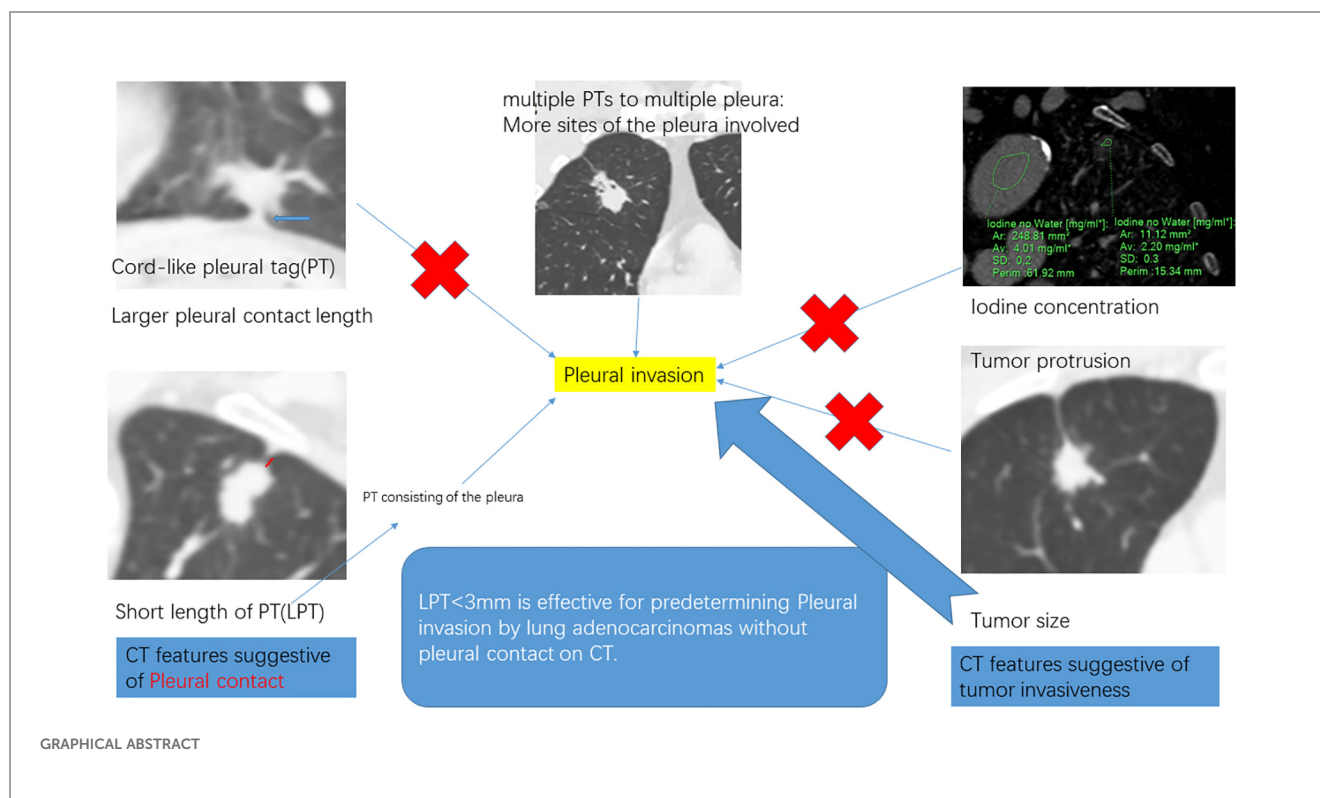 multiple PTs to multiple pleura:
More sites of the pleura involved
Cord-like pleural tag(PT)
Larger pleural contact length
Iodine no Water [mg/ml*]:
Ar: 248.81 mm²
Av: 4.01 mg/ml*
SD: 0.2
Perim :61.92 mm
Iodine no Water [mg/ml*]:
Ar: 11.12 mm²
Av: 2.20 mg/ml*
SD: 0.3
Perim :15.34 mm
Iodine concentration
Pleural invasion
Tumor protrusion
PT consisting of the pleura
Short length of PT(LPT)
CT features suggestive
of Pleural contact
LPT<3mm is effective for predetermining Pleural
invasion by lung adenocarcinomas without
pleural contact on CT.
Tumor size
CT features suggestive of
tumor invasiveness
GRAPHICAL ABSTRACT